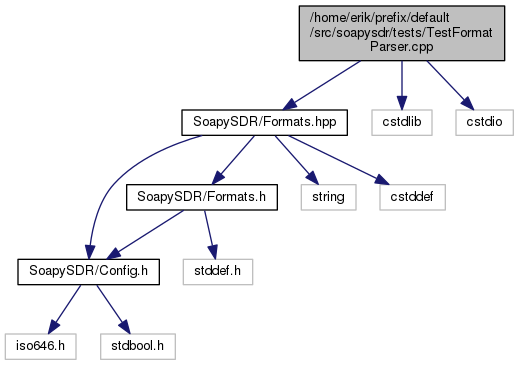 /home/erik/prefix/default
/src/soapysdr/tests/TestFormat
Parser.cpp
SoapySDR/Formats.hpp
cstdlib
cstdio
SoapySDR/Formats.h
string
cstddef
SoapySDR/Config.h
stddef.h
iso646.h
stdbool.h